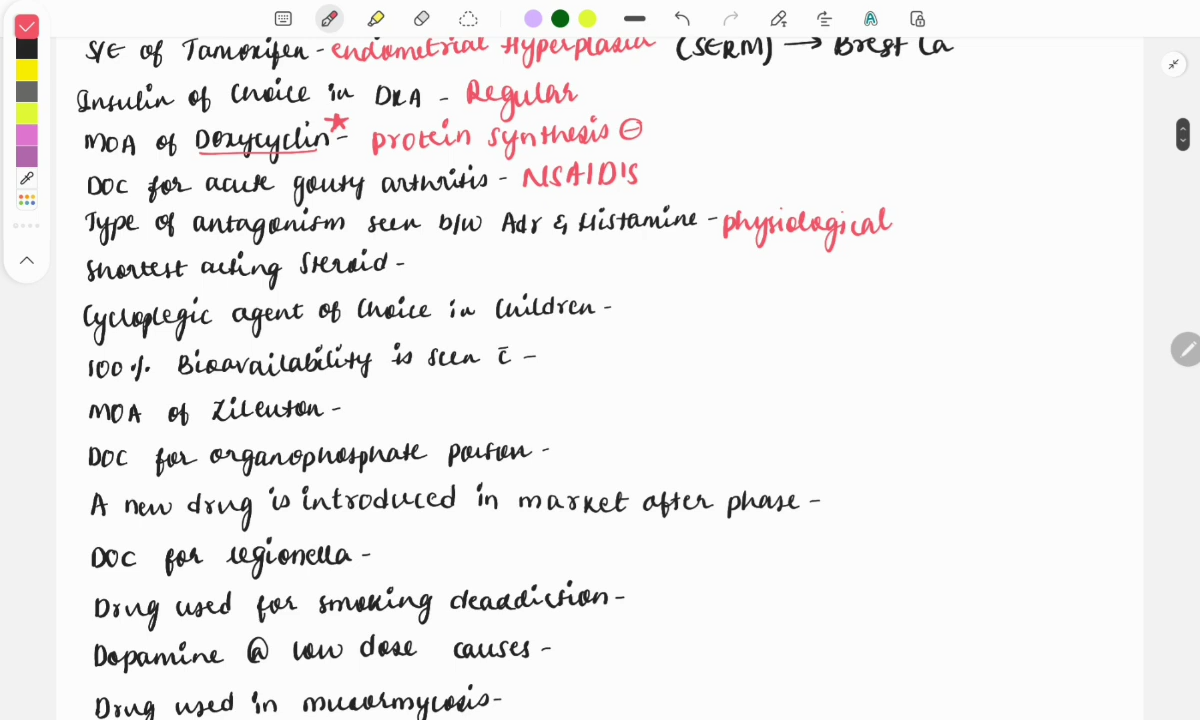 S/E of Tamoxifen - endometrial Hyperplasia (SERM) → Brest Ca
Insulin of Choice in DKA - Regular
MOA of Doxycyclin - protein synthesis ⊖
DOC for acute gouty arthritis - NSAIDIS
Type of antagonism seen b/w Adr & Histamine - physiological
Shortest acting Steroid -
Cycloplegic agent of Choice in Children -
100% Bioavailability is seen c̄ -
MOA of Zileuton -
DOC for organophosphate poision -
A new drug is introduced in market after phase -
DOC for legionella -
Drug used for smoking deaddiction -
Dopamine @ low dose causes -
Drug used in mucormycosis -